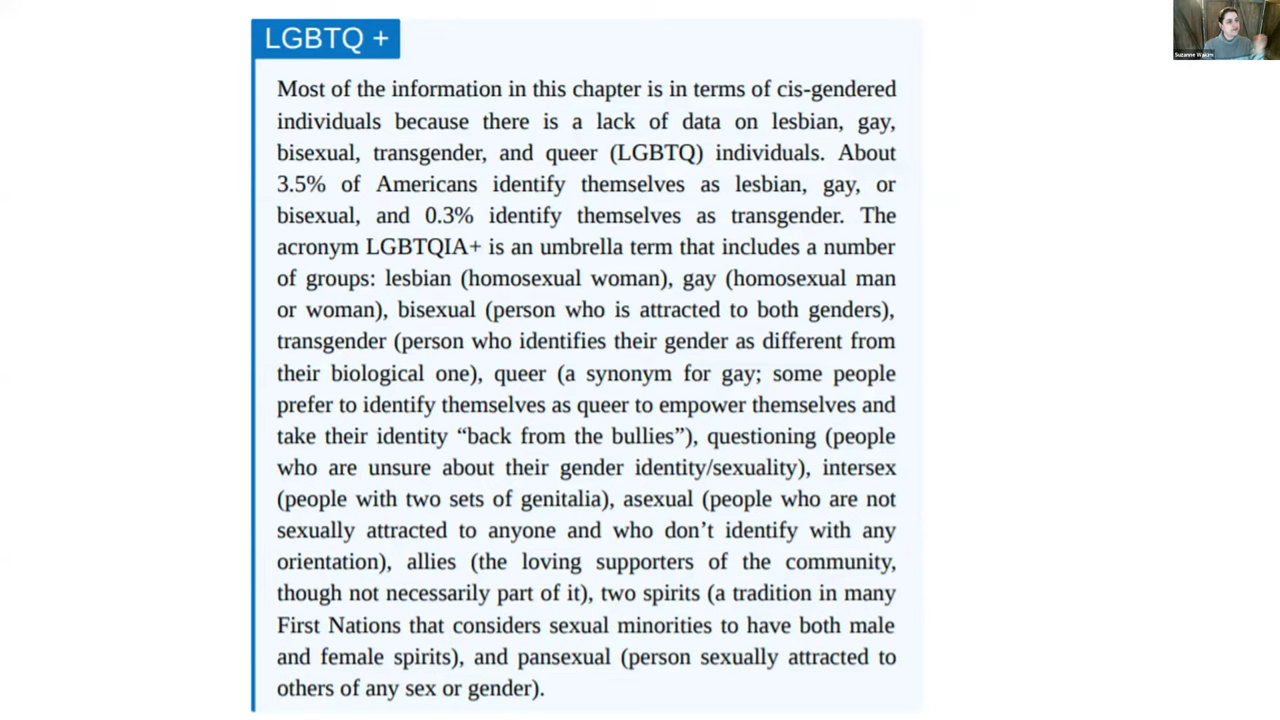 LGBTQ +
Most of the information in this chapter is in terms of cis-gendered
individuals because there is a lack of data on lesbian, gay,
bisexual, transgender, and queer (LGBTQ) individuals. About
3.5% of Americans identify themselves as lesbian, gay, or
bisexual, and 0.3% identify themselves as transgender. The
acronym LGBTQIA+ is an umbrella term that includes a number
of groups: lesbian (homosexual woman), gay (homosexual man
or woman), bisexual (person who is attracted to both genders),
transgender (person who identifies their gender as different from
their biological one), queer (a synonym for gay; some people
prefer to identify themselves as queer to empower themselves and
take their identity “back from the bullies”), questioning (people
who are unsure about their gender identity/sexuality), intersex
(people with two sets of genitalia), asexual (people who are not
sexually attracted to anyone and who don’t identify with any
orientation), allies (the loving supporters of the community,
though not necessarily part of it), two spirits (a tradition in many
First Nations that considers sexual minorities to have both male
and female spirits), and pansexual (person sexually attracted to
others of any sex or gender).
Suzanne Wakim